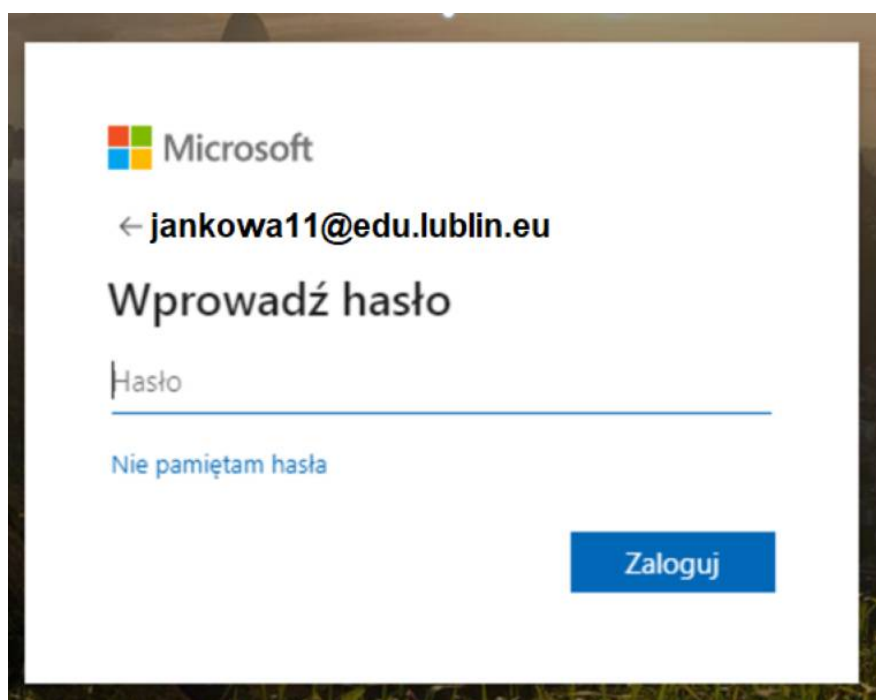 Microsoft
← jankowa11@edu.lublin.eu
Wprowadź hasło
Hasło
Nie pamiętam hasła
Zaloguj